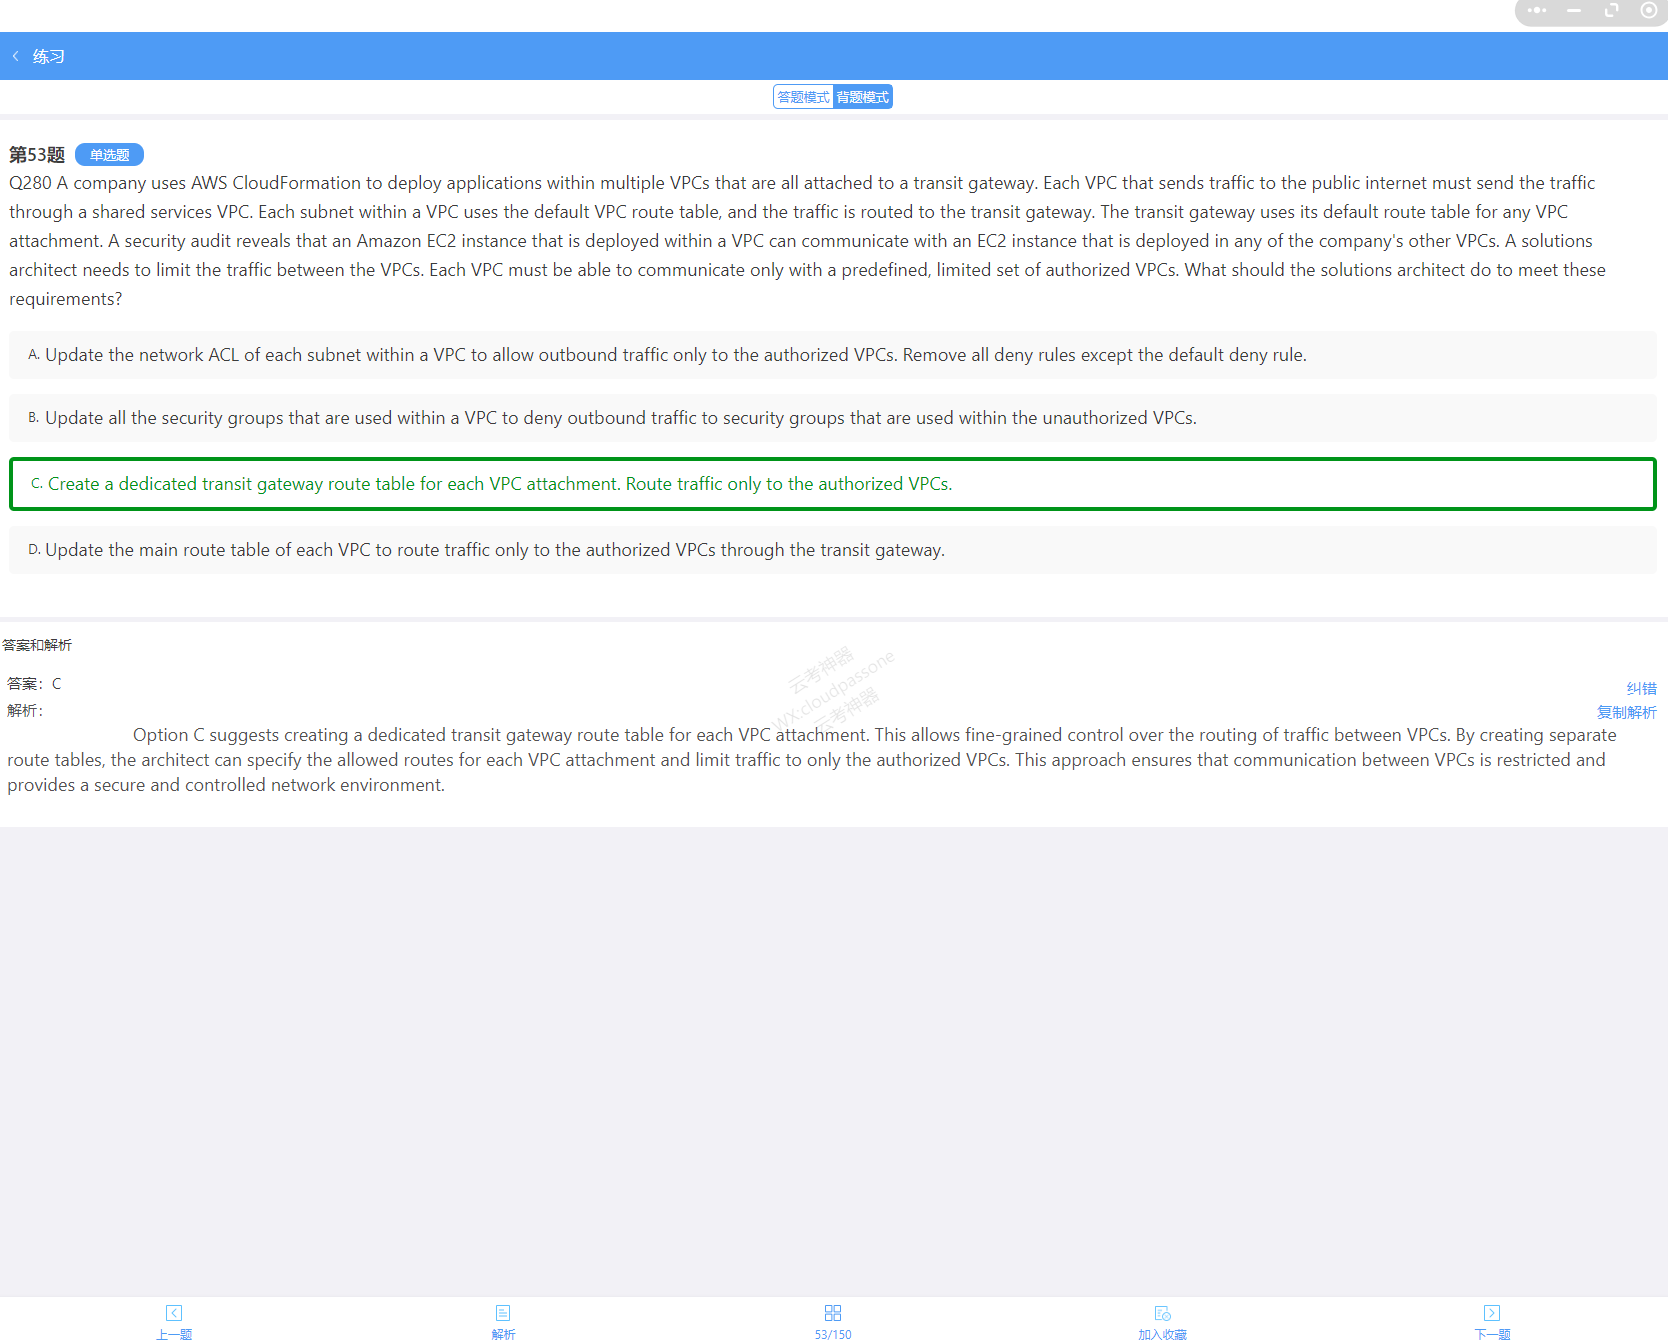 练习
答题模式 背题模式
第53题 单选题
Q280 A company uses AWS CloudFormation to deploy applications within multiple VPCs that are all attached to a transit gateway. Each VPC that sends traffic to the public internet must send the traffic
through a shared services VPC. Each subnet within a VPC uses the default VPC route table, and the traffic is routed to the transit gateway. The transit gateway uses its default route table for any VPC
attachment. A security audit reveals that an Amazon EC2 instance that is deployed within a VPC can communicate with an EC2 instance that is deployed in any of the company's other VPCs. A solutions
architect needs to limit the traffic between the VPCs. Each VPC must be able to communicate only with a predefined, limited set of authorized VPCs. What should the solutions architect do to meet these
requirements?
A. Update the network ACL of each subnet within a VPC to allow outbound traffic only to the authorized VPCs. Remove all deny rules except the default deny rule.
B. Update all the security groups that are used within a VPC to deny outbound traffic to security groups that are used within the unauthorized VPCs.
C. Create a dedicated transit gateway route table for each VPC attachment. Route traffic only to the authorized VPCs.
D. Update the main route table of each VPC to route traffic only to the authorized VPCs through the transit gateway.
答案和解析
云考神器
WX:cloudpassone
云考神器
答案：C
纠错
解析：
复制解析
Option C suggests creating a dedicated transit gateway route table for each VPC attachment. This allows fine-grained control over the routing of traffic between VPCs. By creating separate
route tables, the architect can specify the allowed routes for each VPC attachment and limit traffic to only the authorized VPCs. This approach ensures that communication between VPCs is restricted and
provides a secure and controlled network environment.
上一题 解析 53/150 加入收藏 下一题